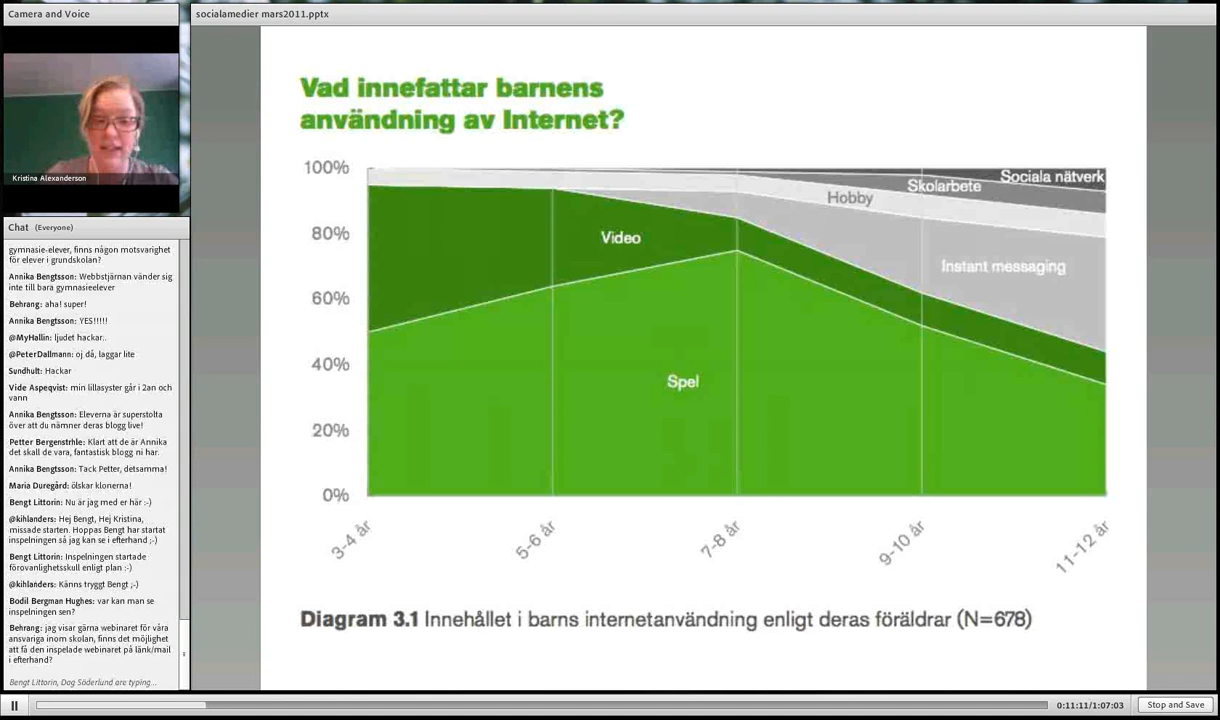 Camera and Voice
socialamedier mars2011.pptx
Kristina Alexanderson
Chat (Everyone)
gymnasie-elever, finns någon motsvarighet
för elever i grundskolan?
Annika Bengtsson: Webbstjärnan vänder sig
inte till bara gymnasieelever
Behrang: aha! super!
Annika Bengtsson: YES!!!!!
@MyHallin: ljudet hackar..
@PeterDallmann: oj då, laggar lite
Sundhult: Hackar
Vide Aspeqvist: min lillasyster går i 2an och
vann
Annika Bengtsson: Eleverna är superstolta
över att du nämner deras blogg live!
Petter Bergenstrhle: Klart att de är Annika
det skall de vara, fantastisk blogg ni har.
Annika Bengtsson: Tack Petter, detsamma!
Maria Duregård: ölskar klonerna!
Bengt Littorin: Nu är jag med er här :-)
@kihlanders: Hej Bengt, Hej Kristina,
missade starten. Hoppas Bengt har startat
inspelningen så jag kan se i efterhand ;-)
Bengt Littorin: Inspelningen startade
förovanlighetsskull enligt plan :-)
@kihlanders: Känns tryggt Bengt ;-)
Bodil Bergman Hughes: var kan man se
inspelningen sen?
Behrang: jag visar gärna webinaret för våra
ansvariga inom skolan, finns det möjlighet
att få den inspelade webinaret på länk/mail
i efterhand?
Bengt Littorin, Dag Söderlund are typing...
Vad innefattar barnens
användning av Internet?
100%
80%
60%
40%
20%
0%
Sociala nätverk
Skolarbete
Hobby
Video
Instant messaging
Spel
3-4 år
5-6 år
7-8 år
9-10 år
11-12 år
Diagram 3.1 Innehållet i barns internetanvändning enligt deras föräldrar (N=678)
0:11:11/1:07:03
Stop and Save